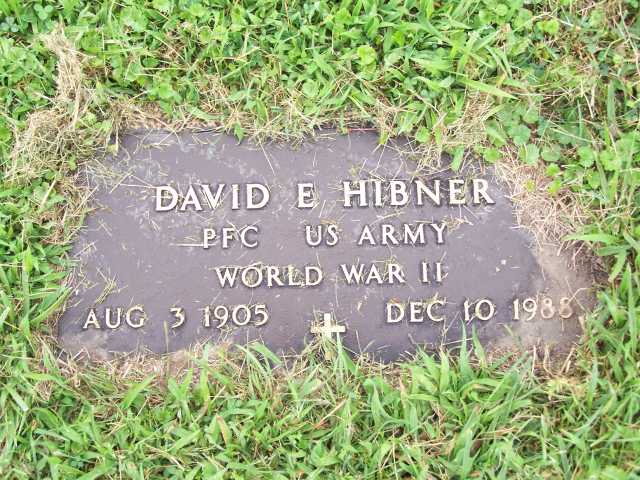 DAVID E HIBNER
PFC US ARMY
WORLD WAR II
AUG 3 1905 DEC 10 1988